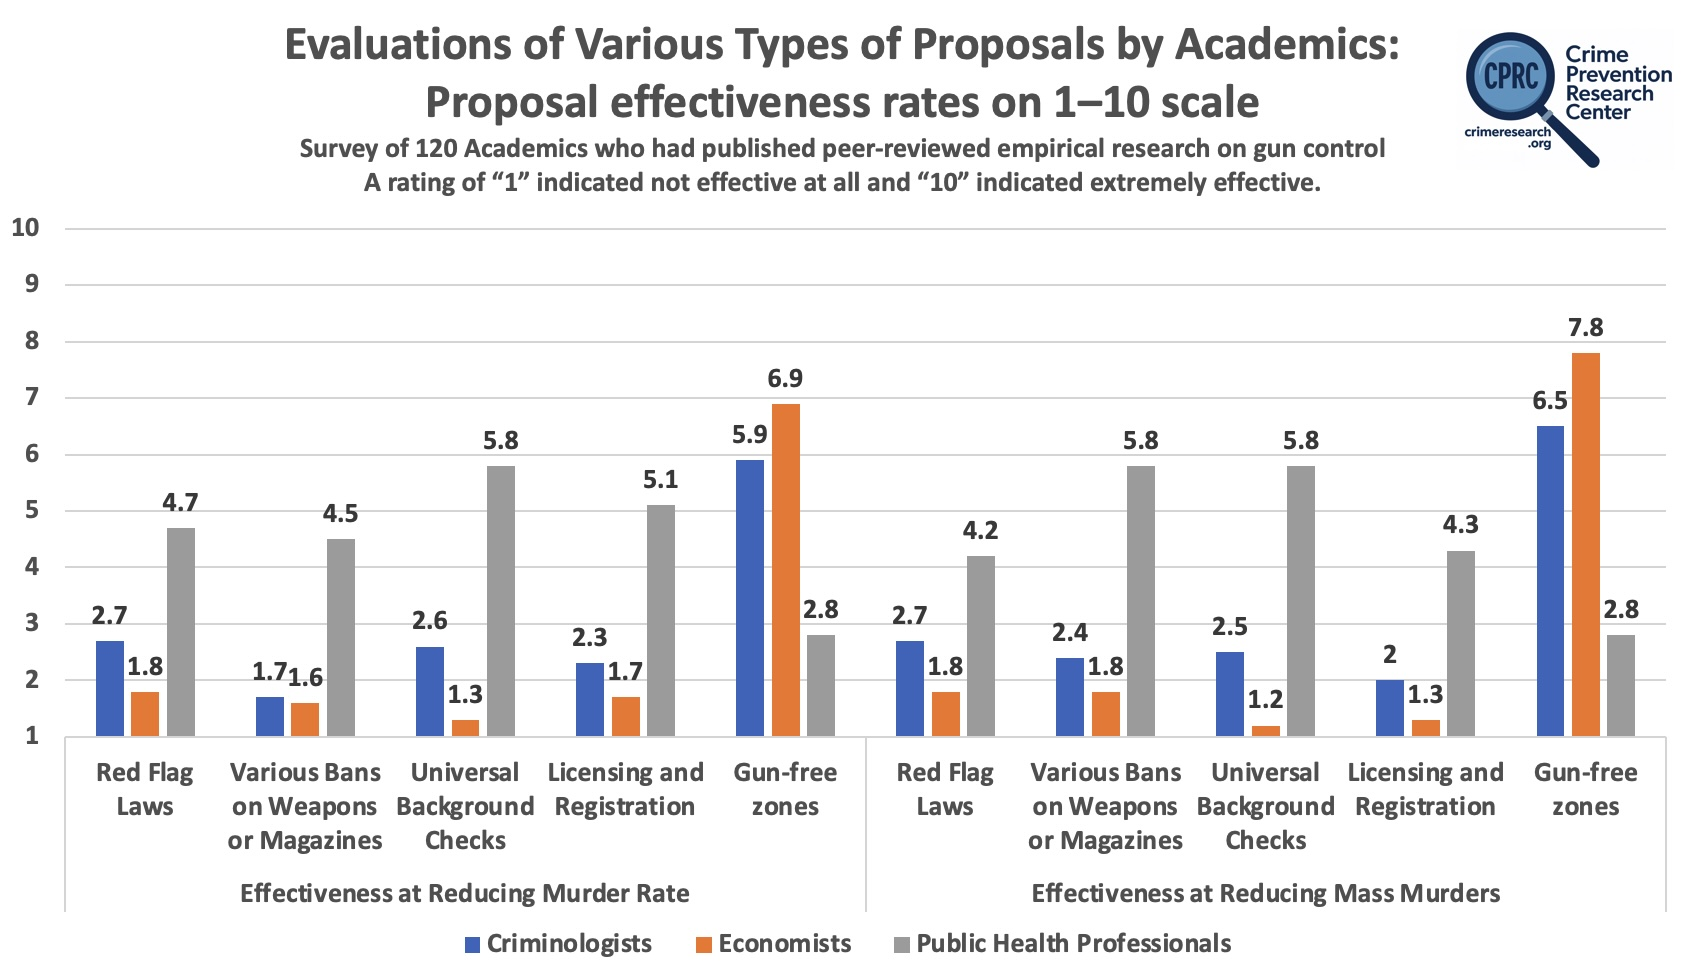 Evaluations of Various Types of Proposals by Academics:
Proposal effectiveness rates on 1–10 scale
Survey of 120 Academics who had published peer-reviewed empirical research on gun control
A rating of “1” indicated not effective at all and “10” indicated extremely effective.
CPRC
Crime
Prevention
Research
Center
crimeresearch
.org
10
9
8
7
6
5
4
3
2
1
2.7
1.8
4.7
1.7
1.6
4.5
2.6
1.3
5.8
2.3
1.7
5.1
5.9
6.9
2.8
2.7
1.8
4.2
2.4
1.8
5.8
2.5
1.2
5.8
2
1.3
4.3
6.5
7.8
2.8
Red Flag
Laws
Various Bans
on Weapons
or Magazines
Universal
Background
Checks
Licensing and
Registration
Gun-free
zones
Red Flag
Laws
Various Bans
on Weapons
or Magazines
Universal
Background
Checks
Licensing and
Registration
Gun-free
zones
Effectiveness at Reducing Murder Rate
Effectiveness at Reducing Mass Murders
Criminologists
Economists
Public Health Professionals